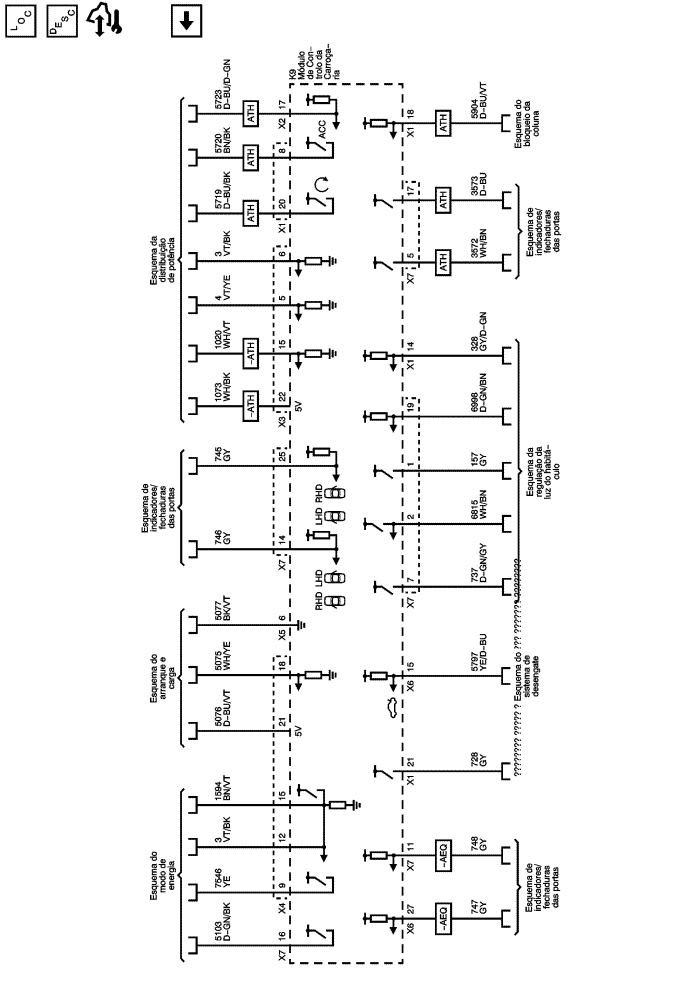 LOC
DESC
K9
Módulo
de Con-
trolo da
Carroça-
ria
Esquema da
distribuição
de potência
5723
D-BU/D-GN
ATH
17
X2
5720
BN/BK
ATH
8
ACC
5719
D-BU/BK
ATH
20
X1
3
VT/BK
6
4
VT/YE
5
1020
WH/VT
-ATH
15
1073
WH/BK
-ATH
22
X3
5V
Esquema de
indicadores/
fechaduras
das portas
745
GY
25
RHD
LHD
746
GY
14
X7
LHD
RHD
Esquema do
arranque e
carga
5077
BK/VT
6
X5
5075
WH/YE
18
5076
D-BU/VT
21
5V
Esquema do
modo de
energia
1594
BN/VT
15
3
VT/BK
12
7546
YE
9
X4
5103
D-GN/BK
16
X7
18
X1
ATH
5904
D-BU/VT
Esquema do
bloqueio da
coluna
17
ATH
3573
D-BU
5
X7
ATH
3572
WH/BN
Esquema de
indicadores/
fechaduras
das portas
14
X1
328
GY/D-GN
19
6996
D-GN/BN
1
157
GY
2
6815
WH/BN
7
X7
737
D-GN/GY
Esquema da
regulação da
luz do habitá-
culo
15
X6
5797
YE/D-BU
???????? ????? ? Esquema do ??? ???????-????????
sistema de
desengate
21
X1
728
GY
11
X7
-AEQ
748
GY
27
X6
-AEQ
747
GY
Esquema de
indicadores/
fechaduras
das portas